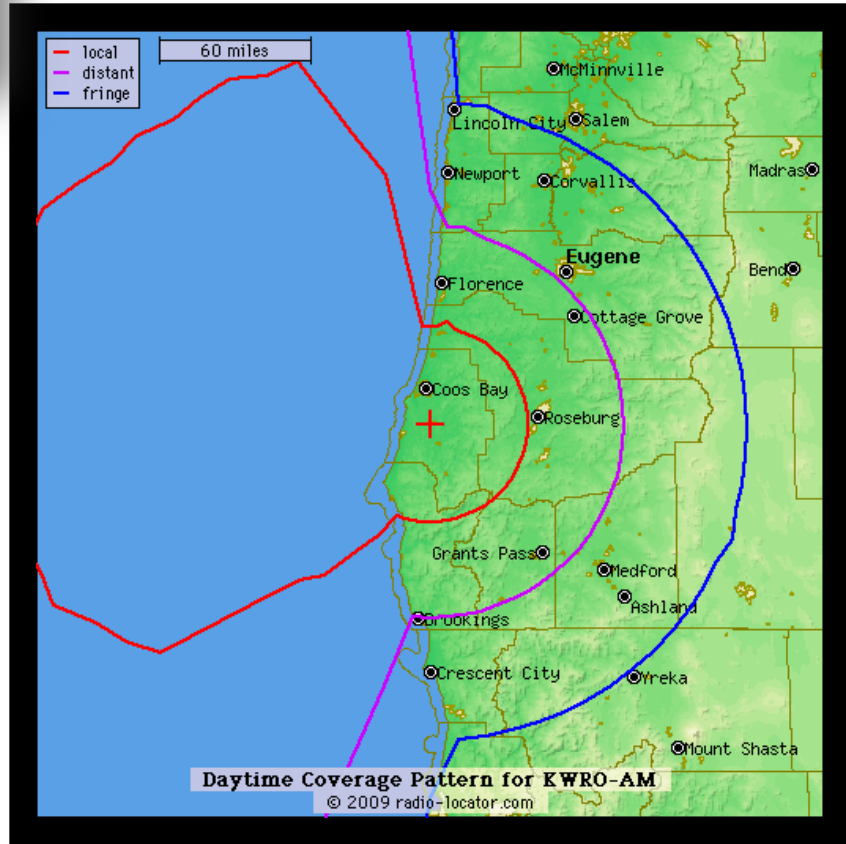 local
distant
fringe
60 miles
McMinnville
Lincoln City
Salem
Newport
Corvallis
Madras
Eugene
Bend
Florence
Cottage Grove
Coos Bay
Roseburg
Grants Pass
Medford
Ashland
Brookings
Crescent City
Yreka
Mount Shasta
Daytime Coverage Pattern for KWRO-AM
© 2009 radio-locator.com